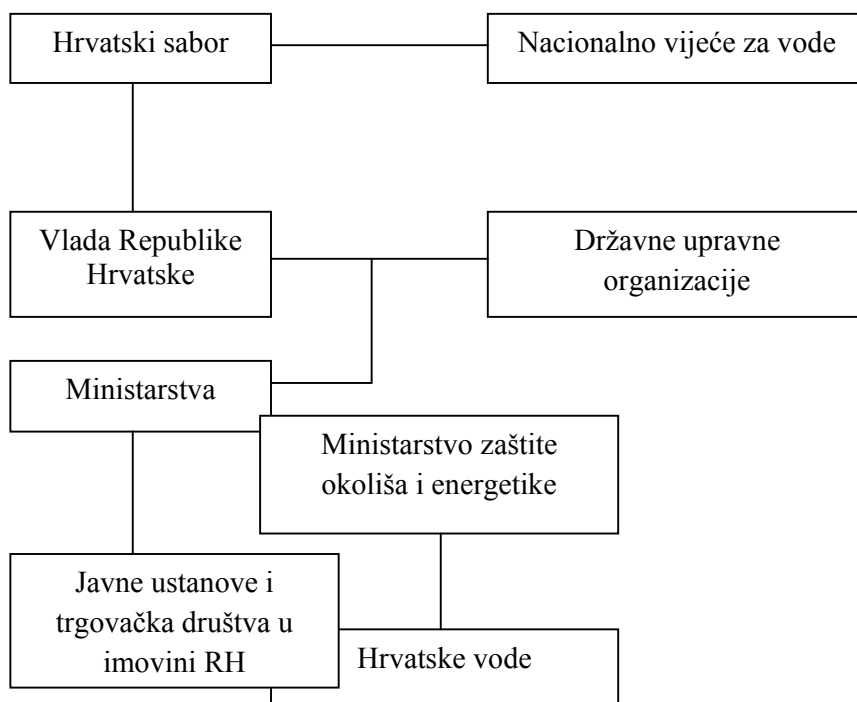 Hrvatski sabor
Nacionalno vijeće za vode
Vlada Republike
Hrvatske
Državne upravne
organizacije
Ministarstva
Ministarstvo zaštite
okoliša i energetike
Javne ustanove i
trgovačka društva u
imovini RH
Hrvatske vode